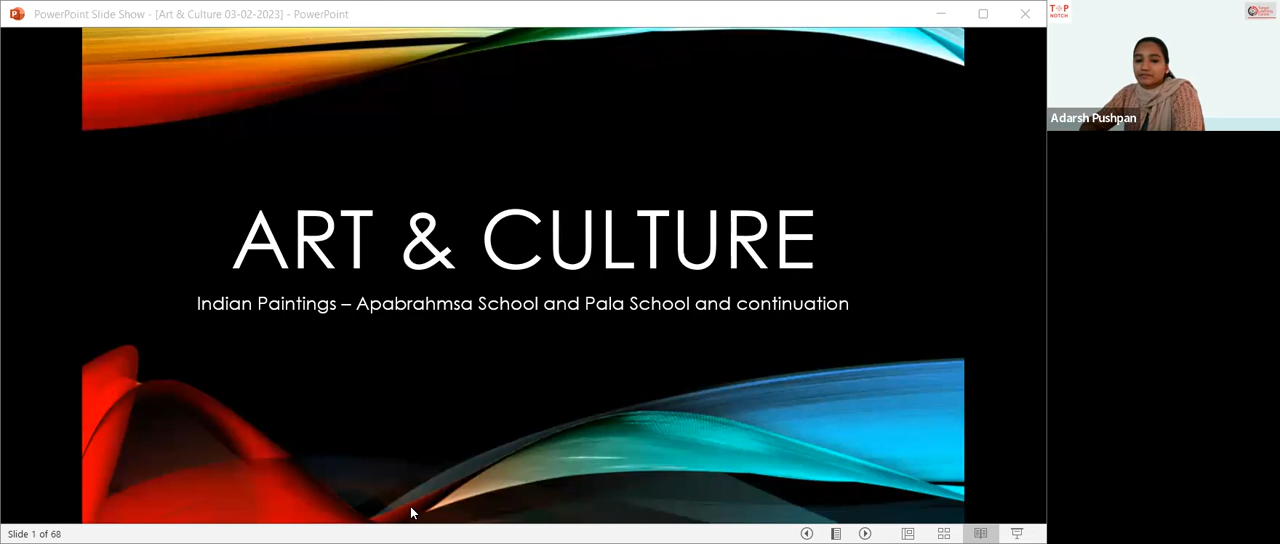 PowerPoint Slide Show - [Art & Culture 03-02-2023] - PowerPoint
T+P
NOTCH
Adarsh Pushpan
ART & CULTURE
Indian Paintings – Apabrahmsa School and Pala School and continuation
Slide 1 of 68